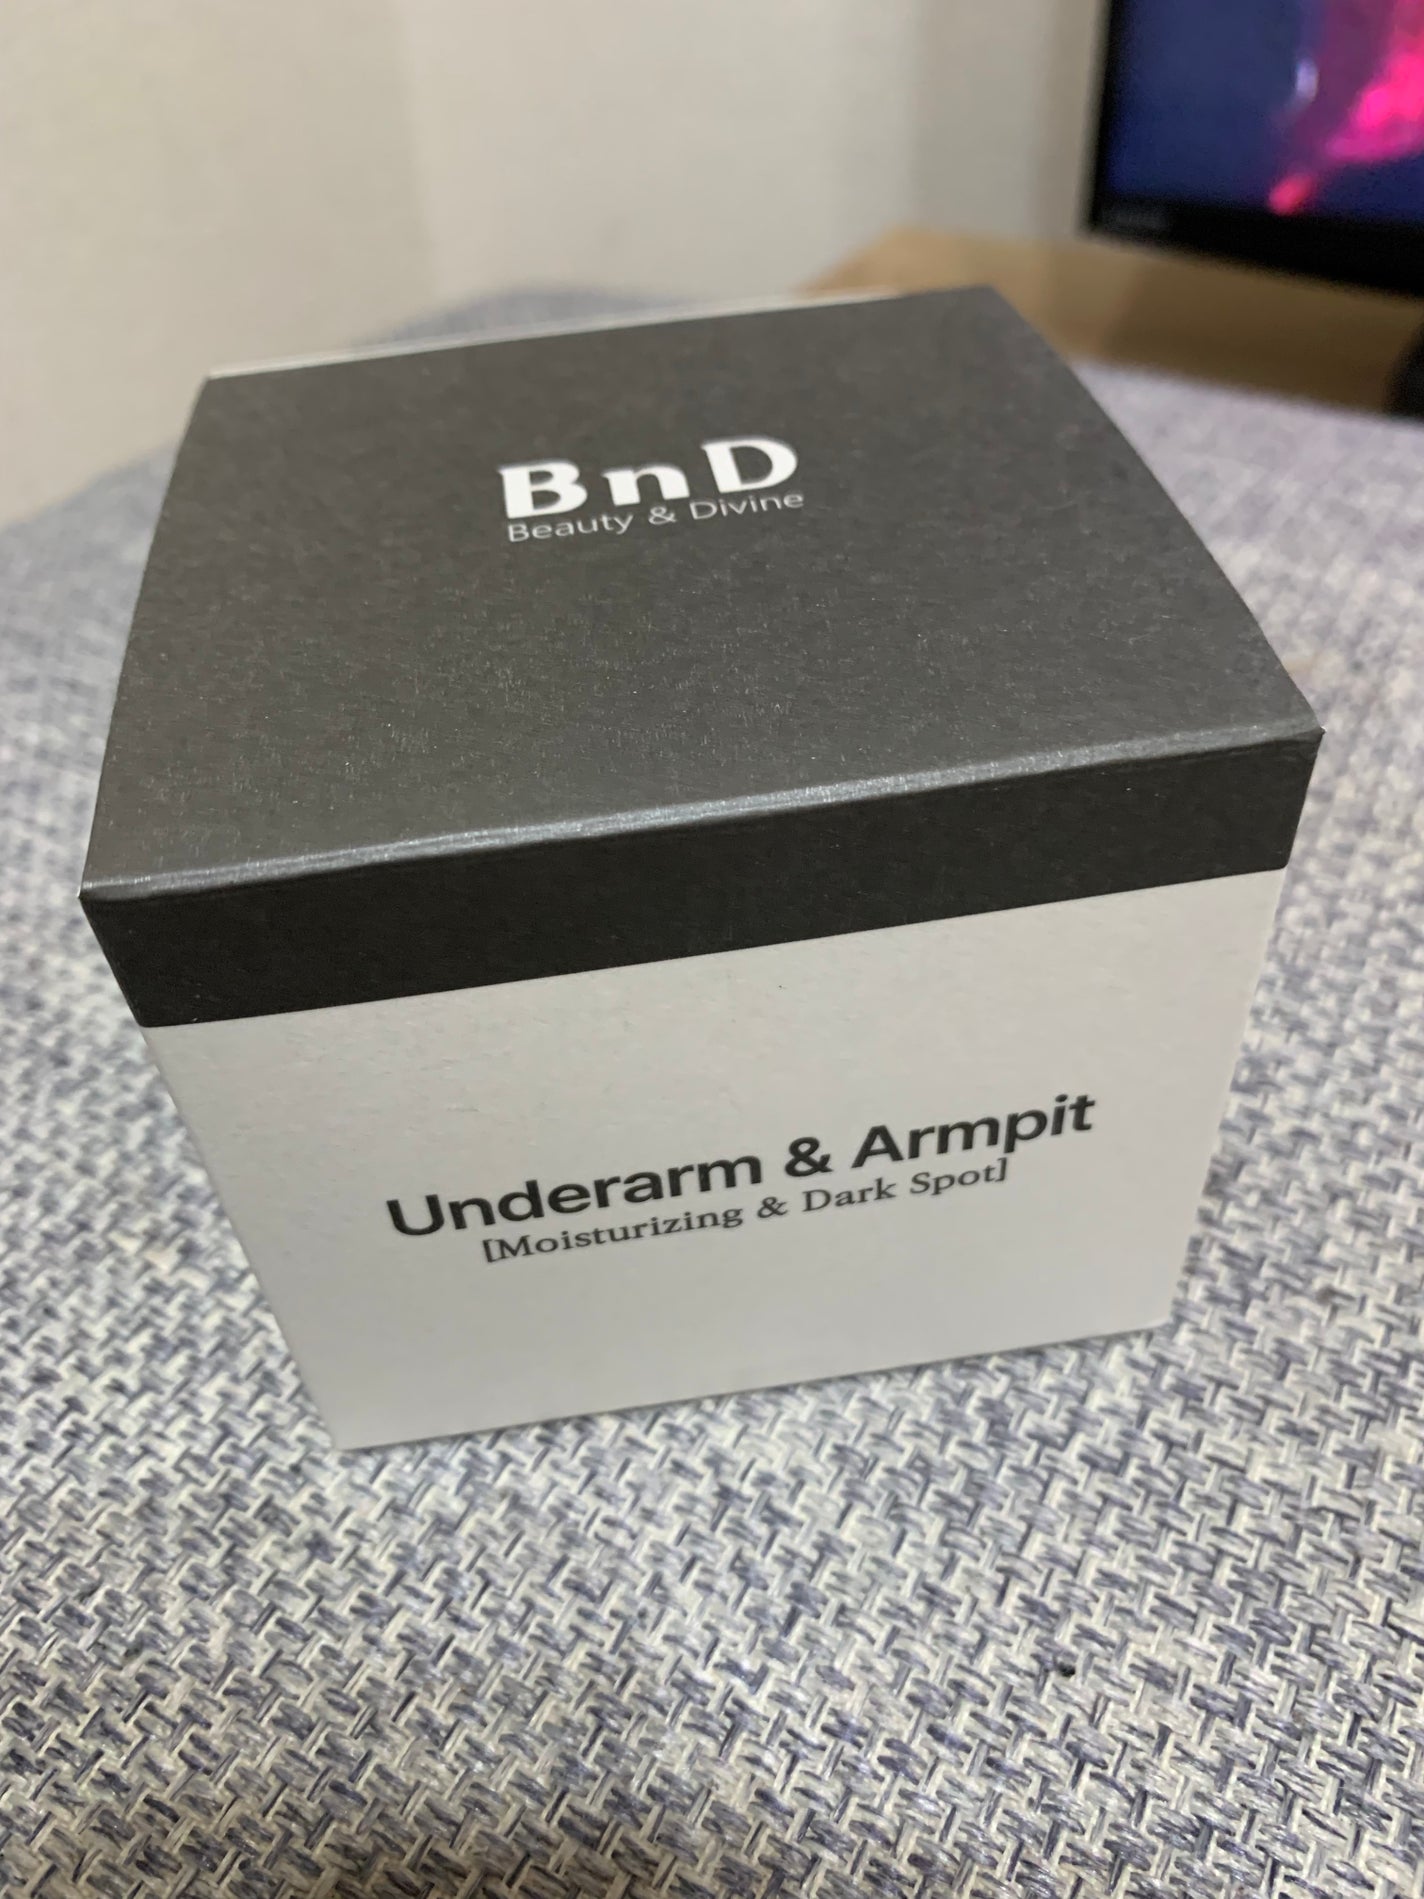 BnD
Beauty & Divine
Underarm & Armpit
[Moisturizing & Dark Spot]